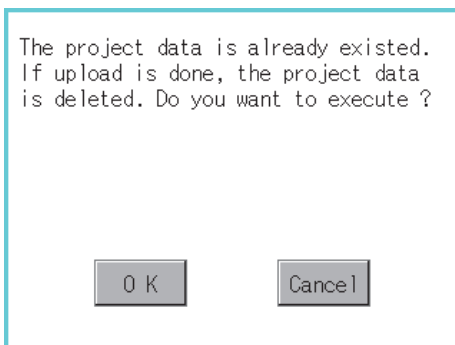 The project data is already existed.
If upload is done, the project data
is deleted. Do you want to execute ?
O K
Cancel